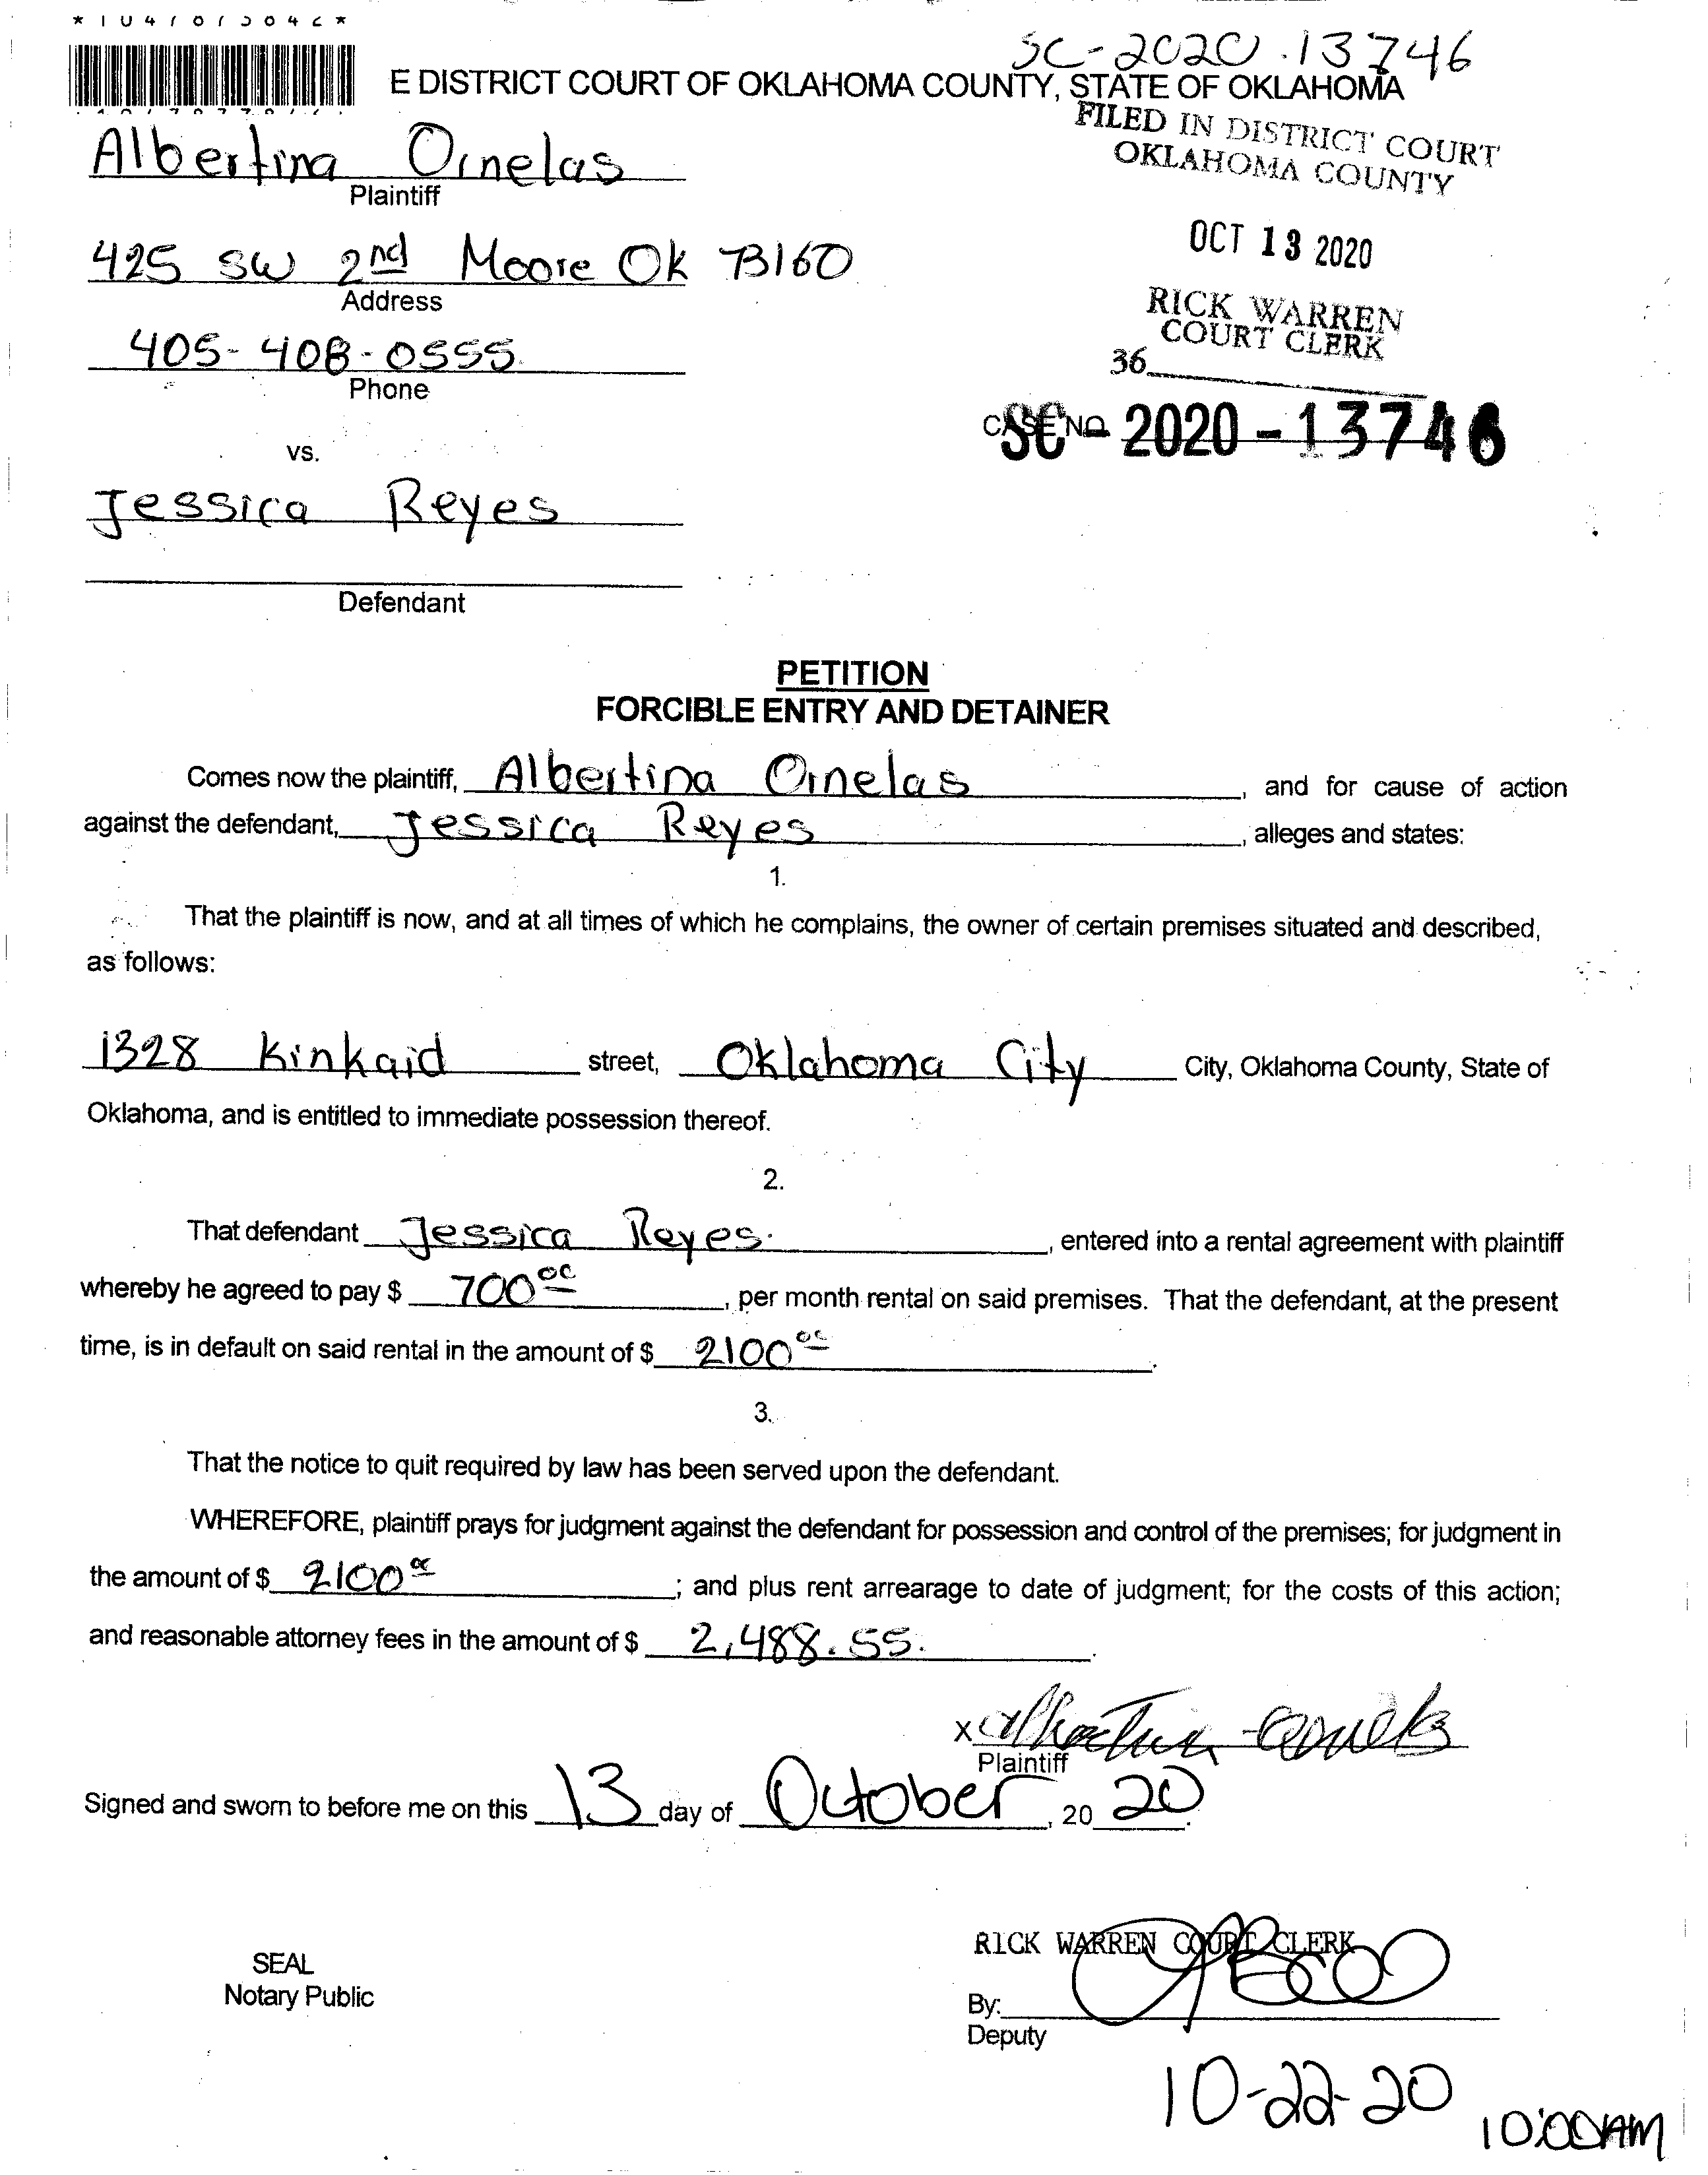 SC-2020-13746
E DISTRICT COURT OF OKLAHOMA COUNTY, STATE OF OKLAHOMA
FILED IN DISTRICT COURT
OKLAHOMA COUNTY
Albertina Ornelas
Plaintiff
425 SW 2nd Moore Ok 73160
Address
OCT 13 2020
RICK WARREN
COURT CLERK
405-408-0555
Phone
36
CASE NO. SC-2020-13746
vs.
Jessica Reyes
Defendant
PETITION
FORCIBLE ENTRY AND DETAINER
Comes now the plaintiff, Albertina Ornelas, and for cause of action
against the defendant, Jessica Reyes, alleges and states:
1.
That the plaintiff is now, and at all times of which he complains, the owner of certain premises situated and described,
as follows:
1328 Kinkaid street, Oklahoma City City, Oklahoma County, State of
Oklahoma, and is entitled to immediate possession thereof.
2.
That defendant Jessica Reyes, entered into a rental agreement with plaintiff
whereby he agreed to pay $ 700 00, per month rental on said premises. That the defendant, at the present
time, is in default on said rental in the amount of $ 2100 00.
3.
That the notice to quit required by law has been served upon the defendant.
WHEREFORE, plaintiff prays for judgment against the defendant for possession and control of the premises; for judgment in
the amount of $ 2100 00; and plus rent arrearage to date of judgment; for the costs of this action;
and reasonable attorney fees in the amount of $ 2,488.55.
X Albertina Ornelas
Plaintiff
Signed and sworn to before me on this 13 day of October, 20 20.
RICK WARREN COURT CLERK
SEAL
Notary Public
By:
Deputy
10-22-20
10:00AM